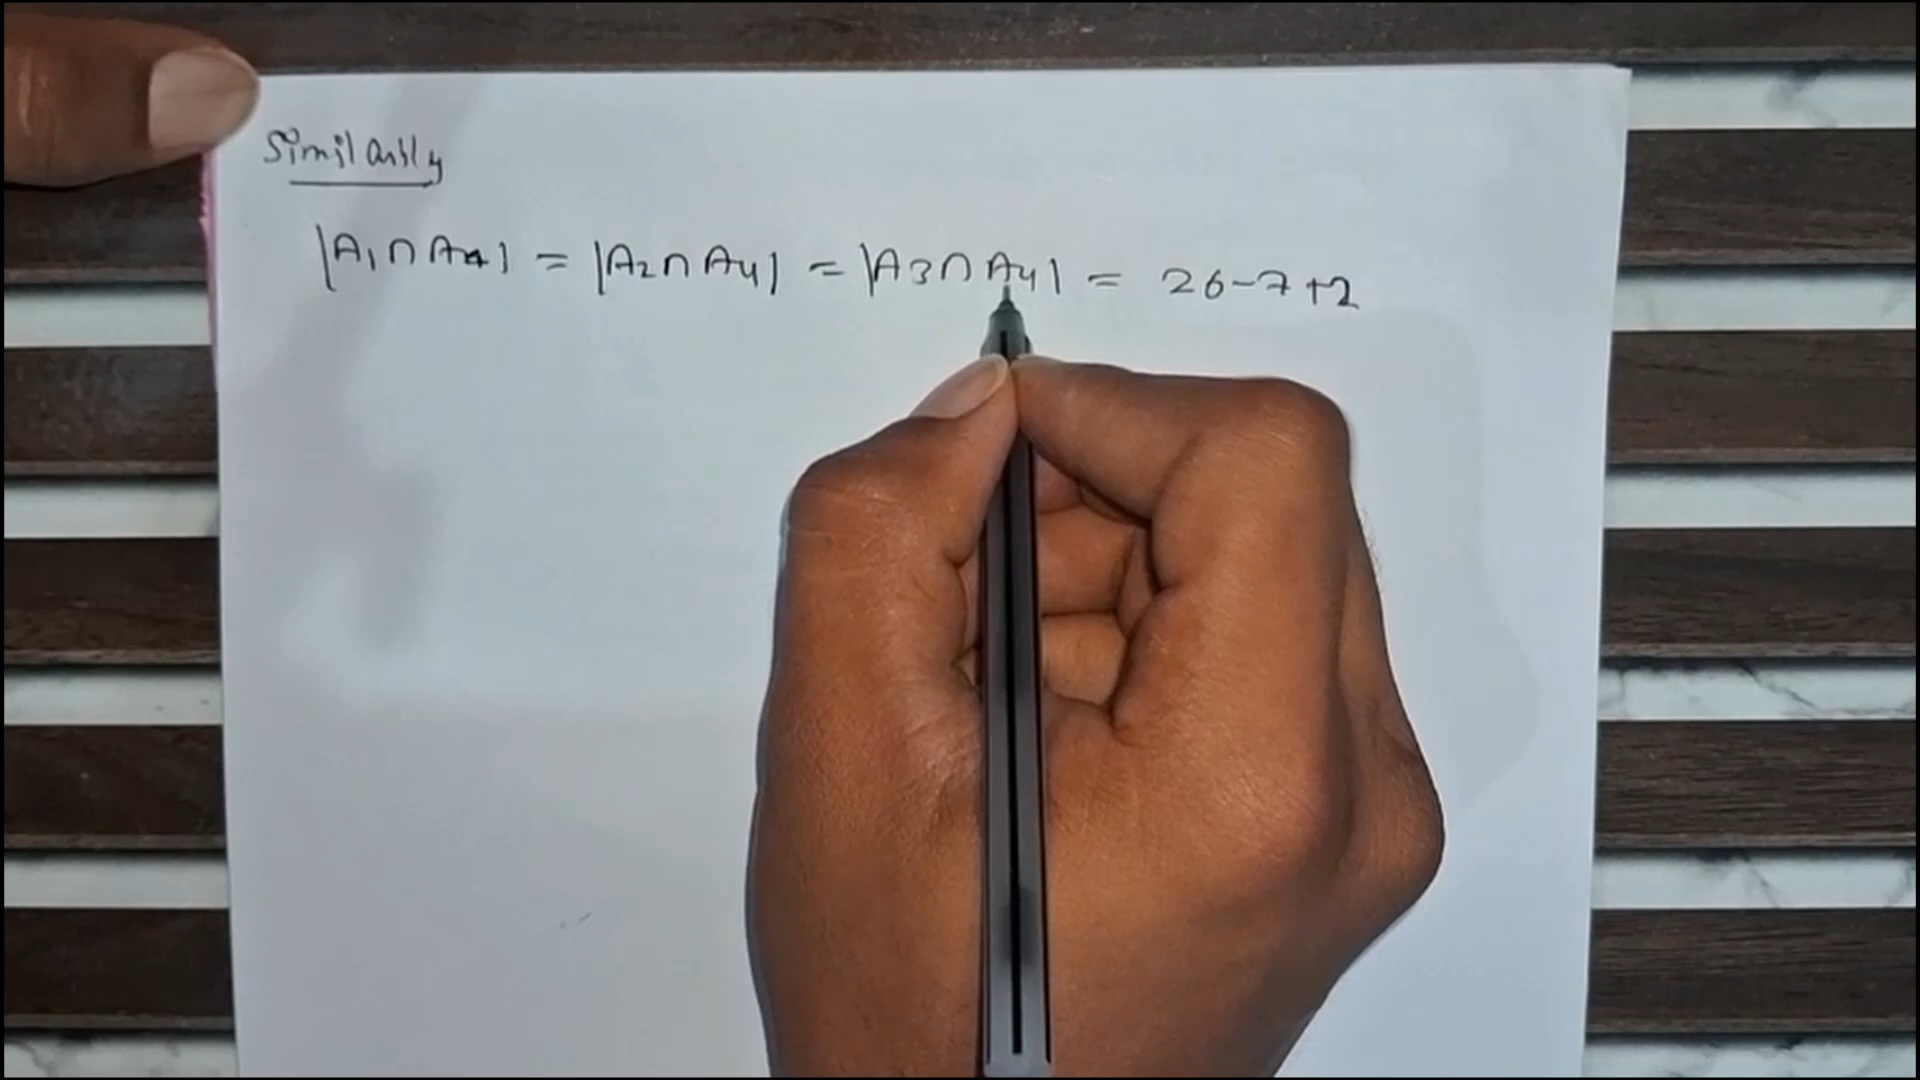 Similarly
|A1∩A4| = |A2∩A4| = |A3∩A4| = 26-7+2